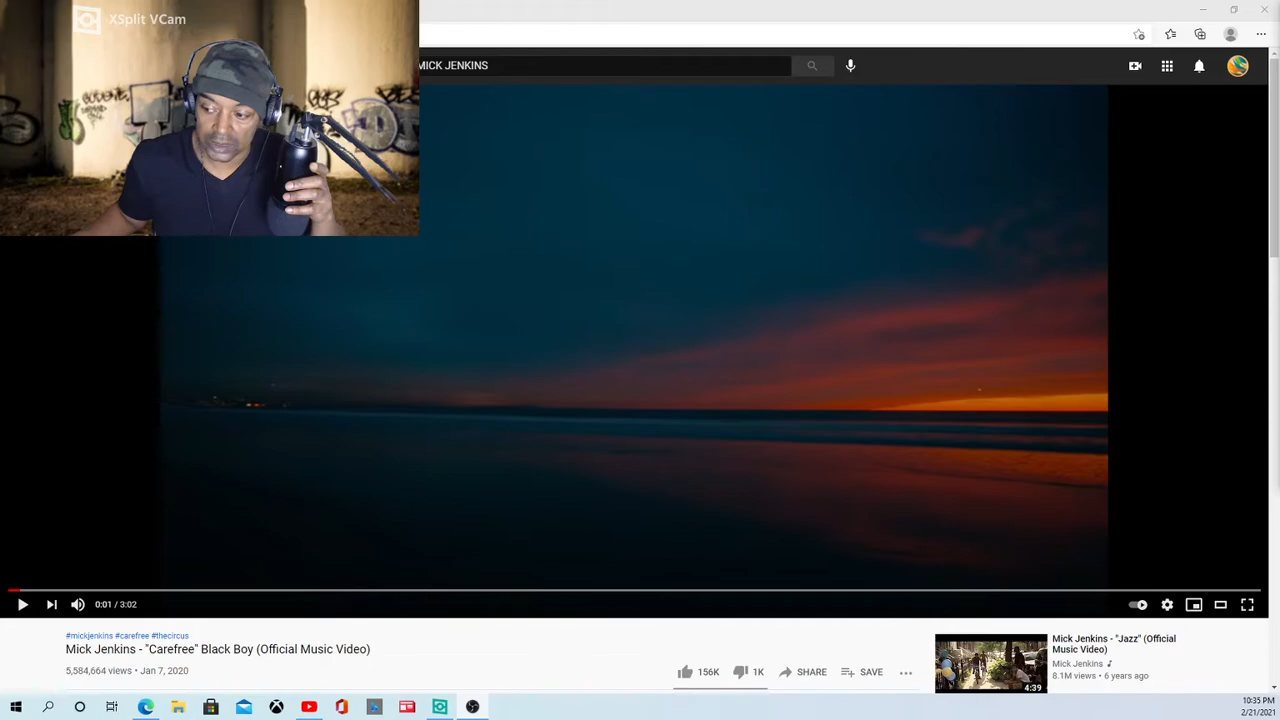 XSplit VCam
MICK JENKINS
0:01 / 3:02
#mickjenkins #carefree #thecircus
Mick Jenkins - "Carefree" Black Boy (Official Music Video)
5,584,664 views • Jan 7, 2020
156K
1K
SHARE
SAVE
Mick Jenkins - "Jazz" (Official
Music Video)
Mick Jenkins
8.1M views • 6 years ago
4:39
10:35 PM
2/21/2021